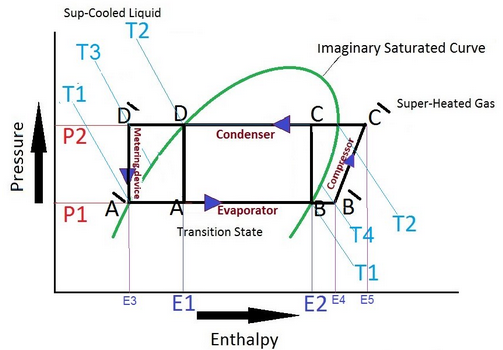 Sup-Cooled Liquid
T2
T3
Imaginary Saturated Curve
T1
D'
D
C
C'
Super-Heated Gas
P2
Condenser
Pressure
Metering device
Compressor
P1
A'
A
Evaporator
B
B'
T2
Transition State
T4
T1
E3
E1
E2
E4
E5
Enthalpy